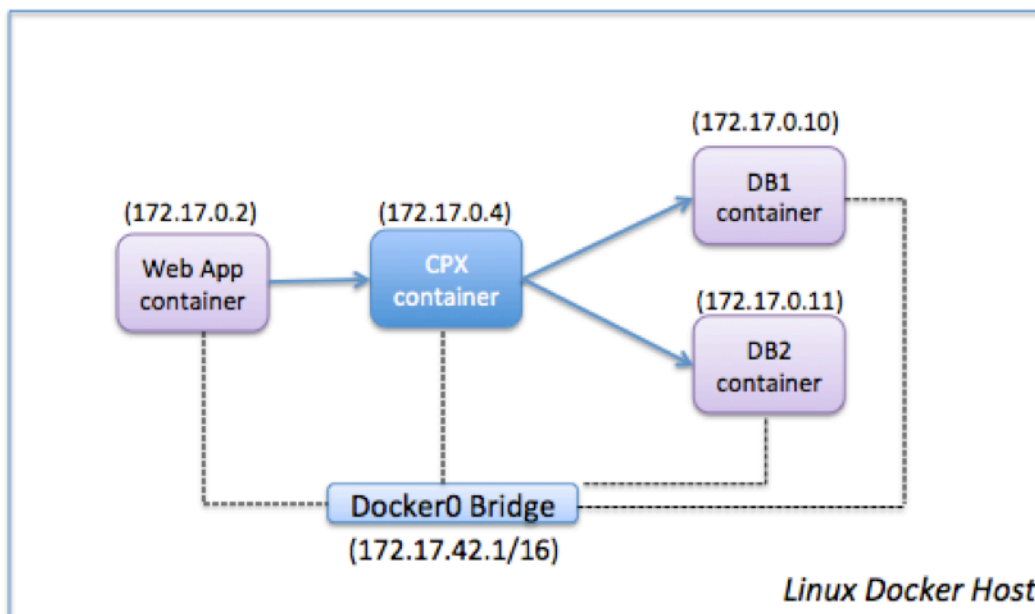 (172.17.0.10)
DB1
container
(172.17.0.2)
(172.17.0.4)
Web App
container
CPX
container
(172.17.0.11)
DB2
container
Docker0 Bridge
(172.17.42.1/16)
Linux Docker Host